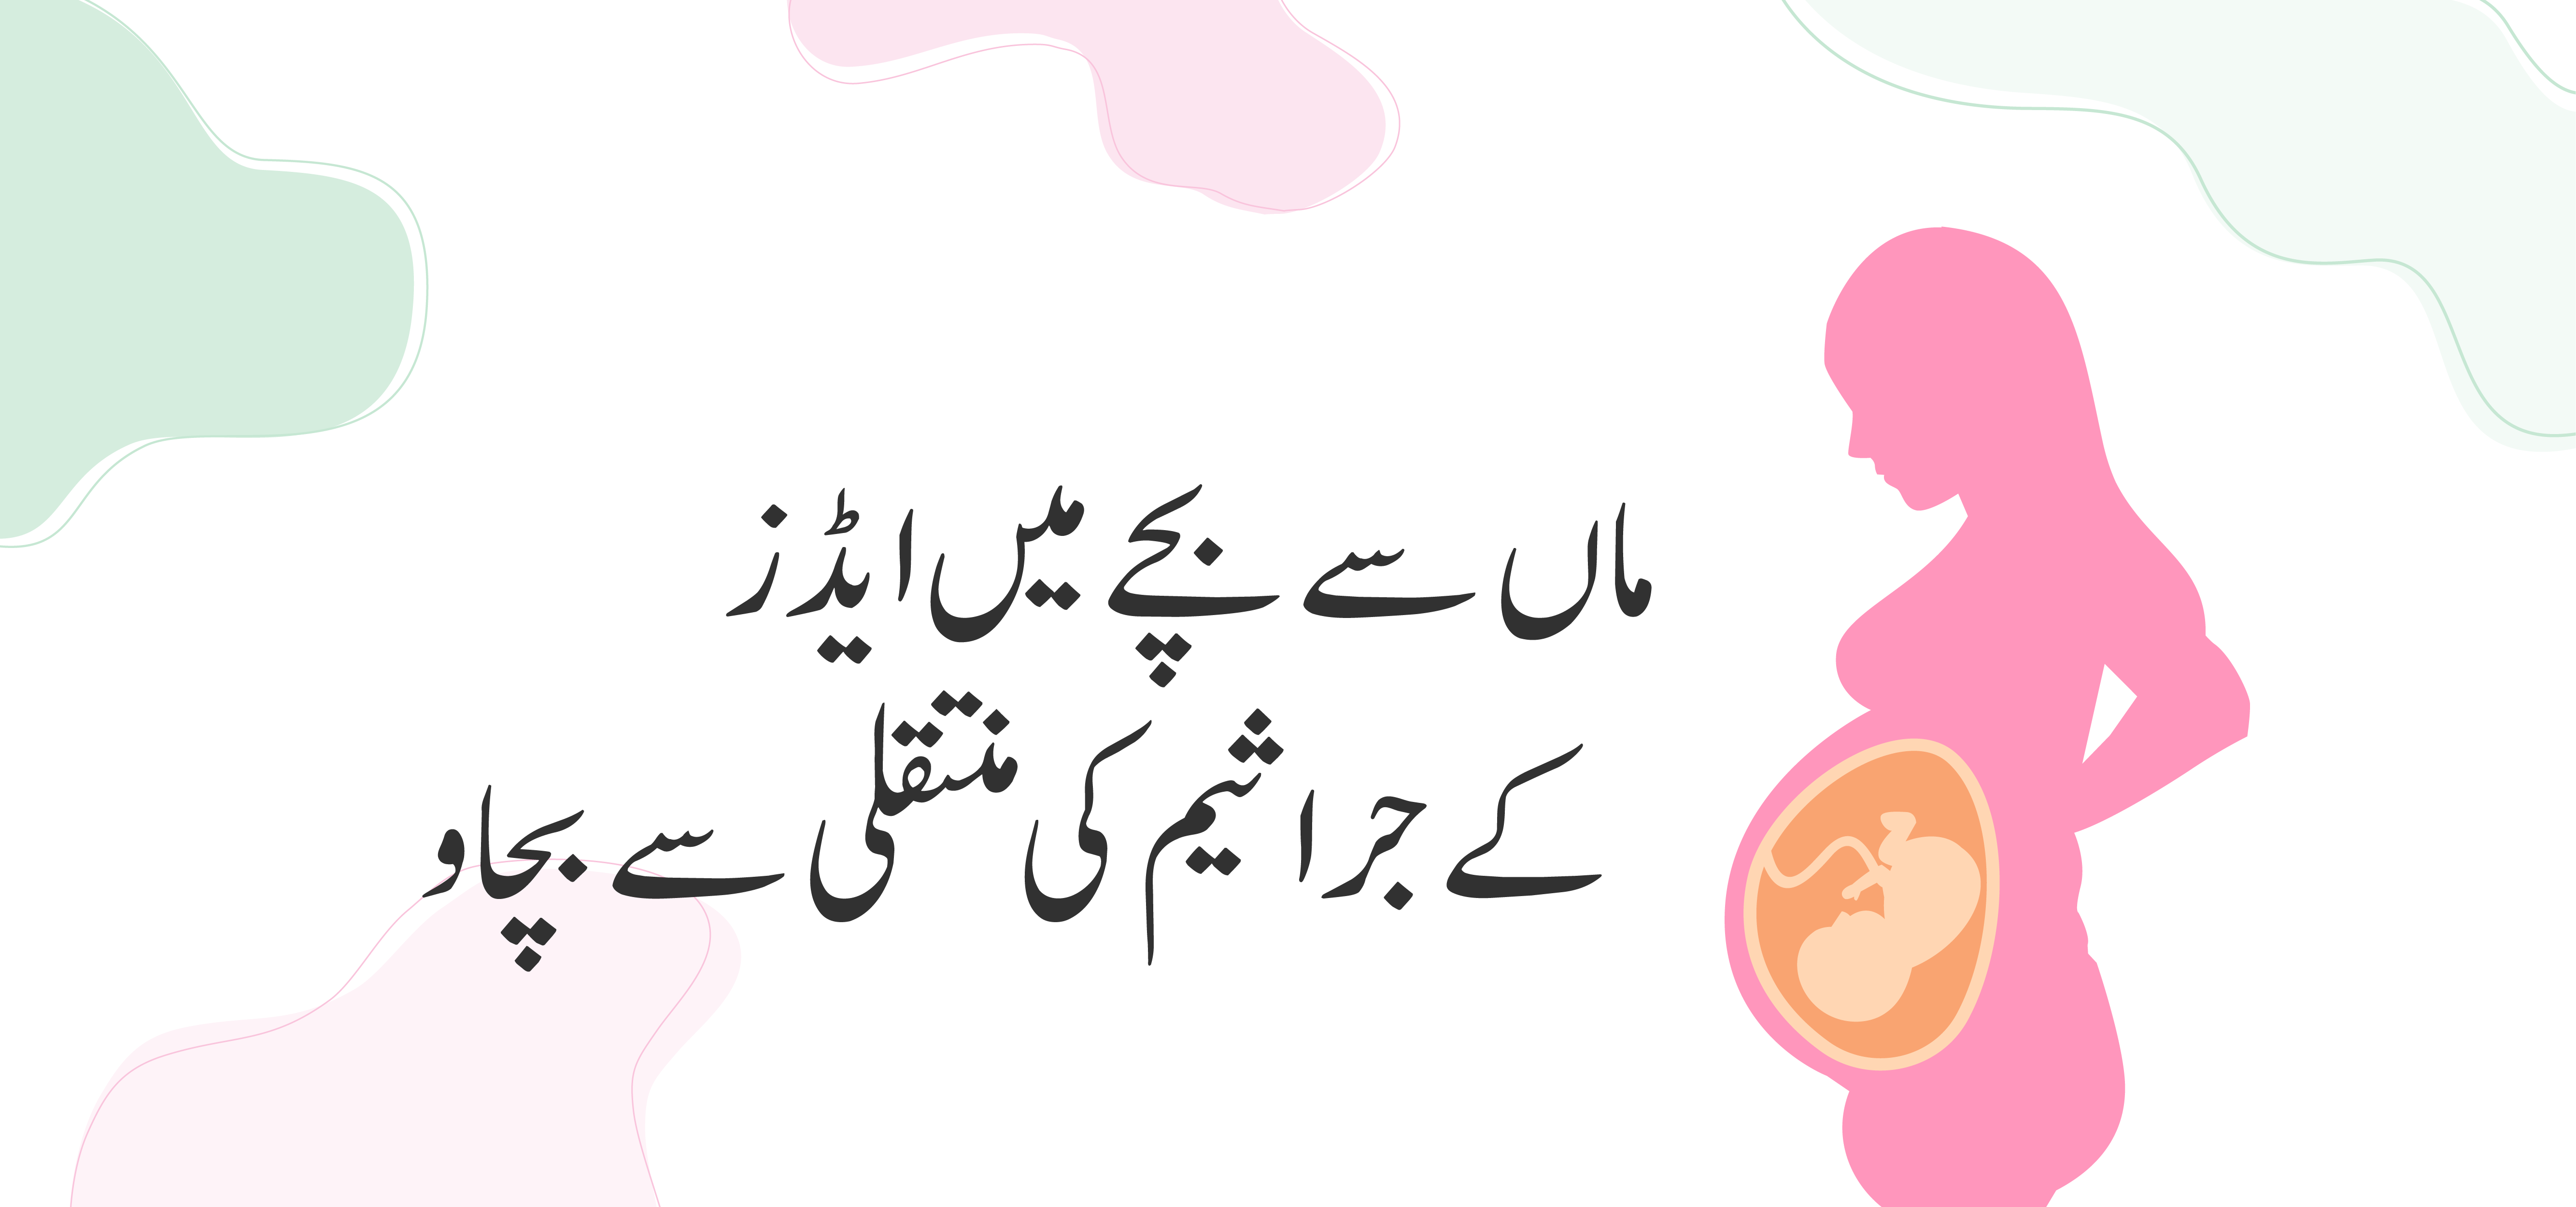 ماں سے بچے میں ایڈز
کے جراثیم کی منتقلی سے بچاو